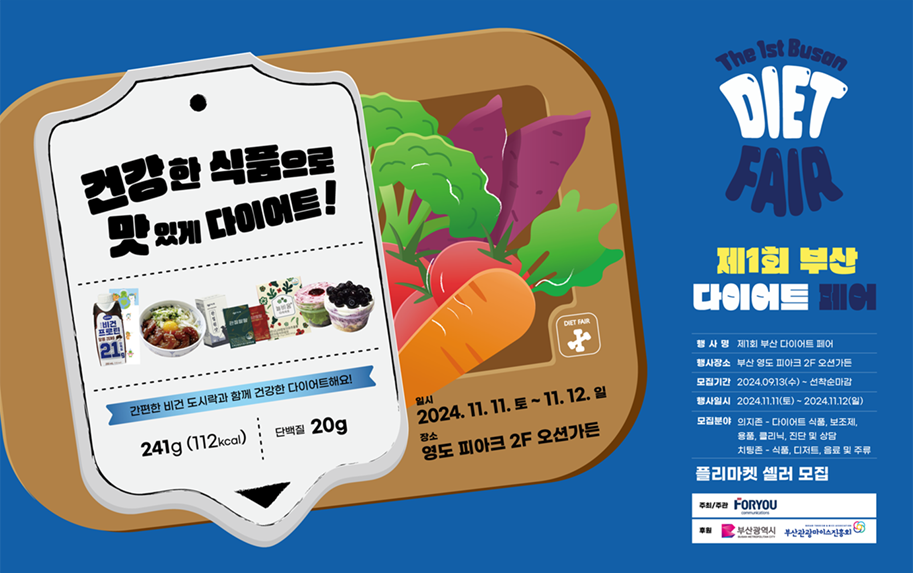 건강한 식품으로
맛있게 다이어트!
비건
프로틴
21g
간편한 비건 도시락과 함께 건강한 다이어트해요!
241g (112kcal)
단백질 20g
DIET FAIR
일시
2024. 11. 11. 토 ~ 11. 12. 일
장소
영도 피아크 2F 오션가든
The 1st Busan
DIET
FAIR
제1회 부산
다이어트 페어
행 사 명 제1회 부산 다이어트 페어
행사장소 부산 영도 피아크 2F 오션가든
모집기간 2024.09.13(수) ~ 선착순마감
행사일시 2024.11.11(토) ~ 2024.11.12(일)
모집분야 의지존 - 다이어트 식품, 보조제,
용품, 클리닉, 진단 및 상담
치팅존 - 식품, 디저트, 음료 및 주류
플리마켓 셀러 모집
주최/주관 FORYOU
communications
후원 부산광역시 부산관광마이스진흥회
BUSAN METROPOLITAN CITY